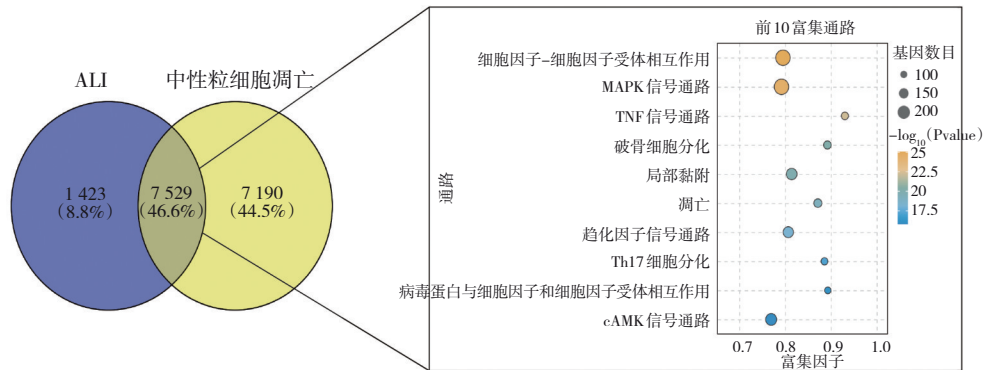 ALI
中性粒细胞凋亡
1 423
(8.8%)
7 529
(46.6%)
7 190
(44.5%)
前10富集通路
通路
细胞因子-细胞因子受体相互作用
MAPK信号通路
TNF信号通路
破骨细胞分化
局部黏附
凋亡
趋化因子信号通路
Th17细胞分化
病毒蛋白与细胞因子和细胞因子受体相互作用
cAMK信号通路
0.7 0.8 0.9 1.0
富集因子
基因数目
100
150
200
-log10(Pvalue)
25
22.5
20
17.5